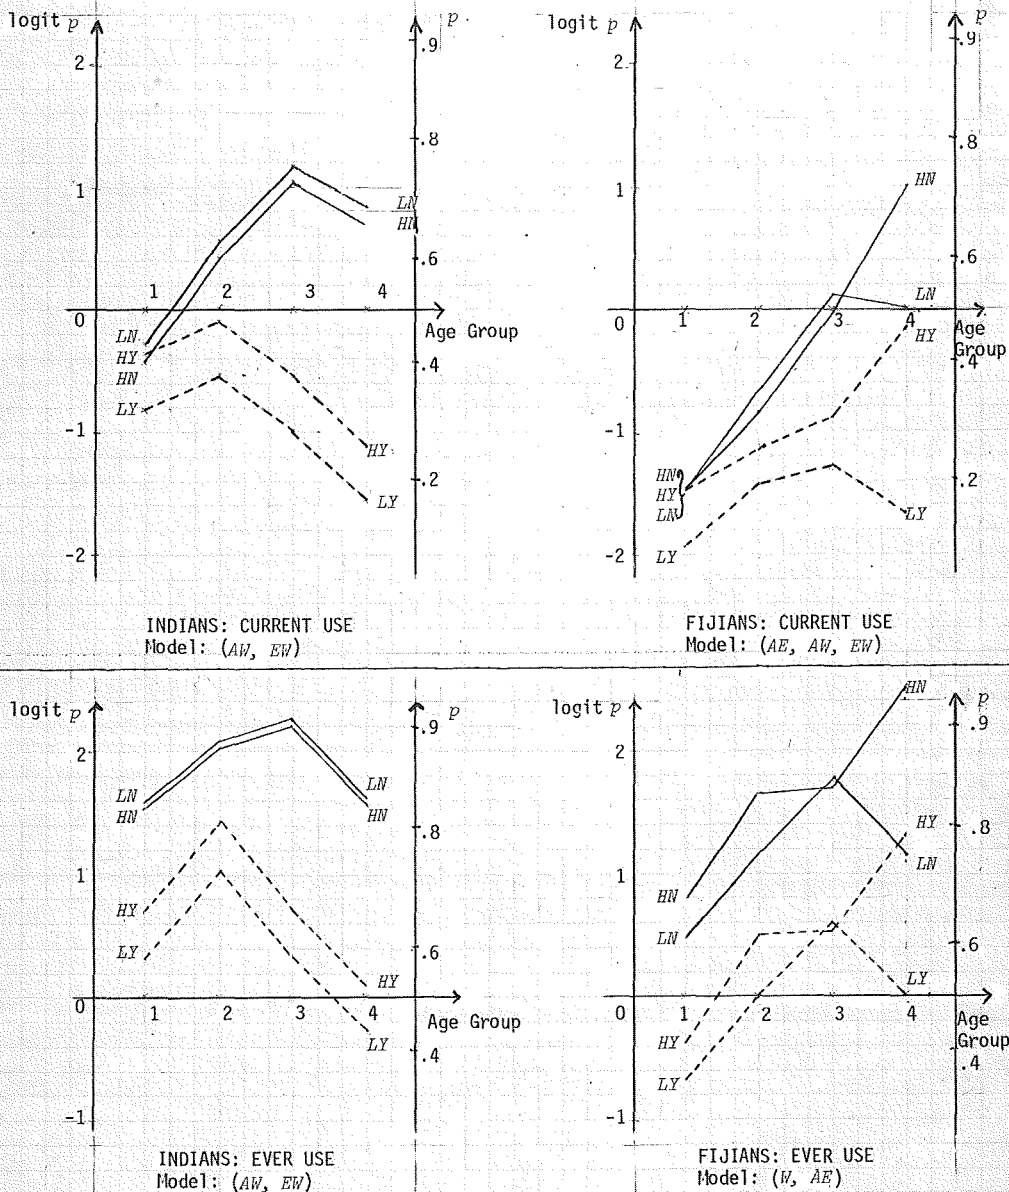 logit p
p
2
.9
.8
1
LN
HN
.6
1 2 3 4
0
Age Group
LN
HY
HN
LY
.4
-1
HY
.2
LY
-2
INDIANS: CURRENT USE
Model: (AW, EW)
logit p
p
.9
2
.8
HN
1
.6
LN
0
1 2 3 4
Age
Group
HY
.4
-1
HN
HY
LN
.2
LY
LY
-2
FIJIANS: CURRENT USE
Model: (AE, AW, EW)
logit p
p
.9
2
LN
HN
LN
HN
.8
1
HY
LY
.6
HY
0
1 2 3 4
Age Group
LY
.4
-1
INDIANS: EVER USE
Model: (AW, EW)
logit p
HN
p
.9
2
HY
.8
LN
1
HN
LN
.6
LY
0
1 2 3 4
Age
Group
HY
.4
LY
-1
FIJIANS: EVER USE
Model: (W, AE)